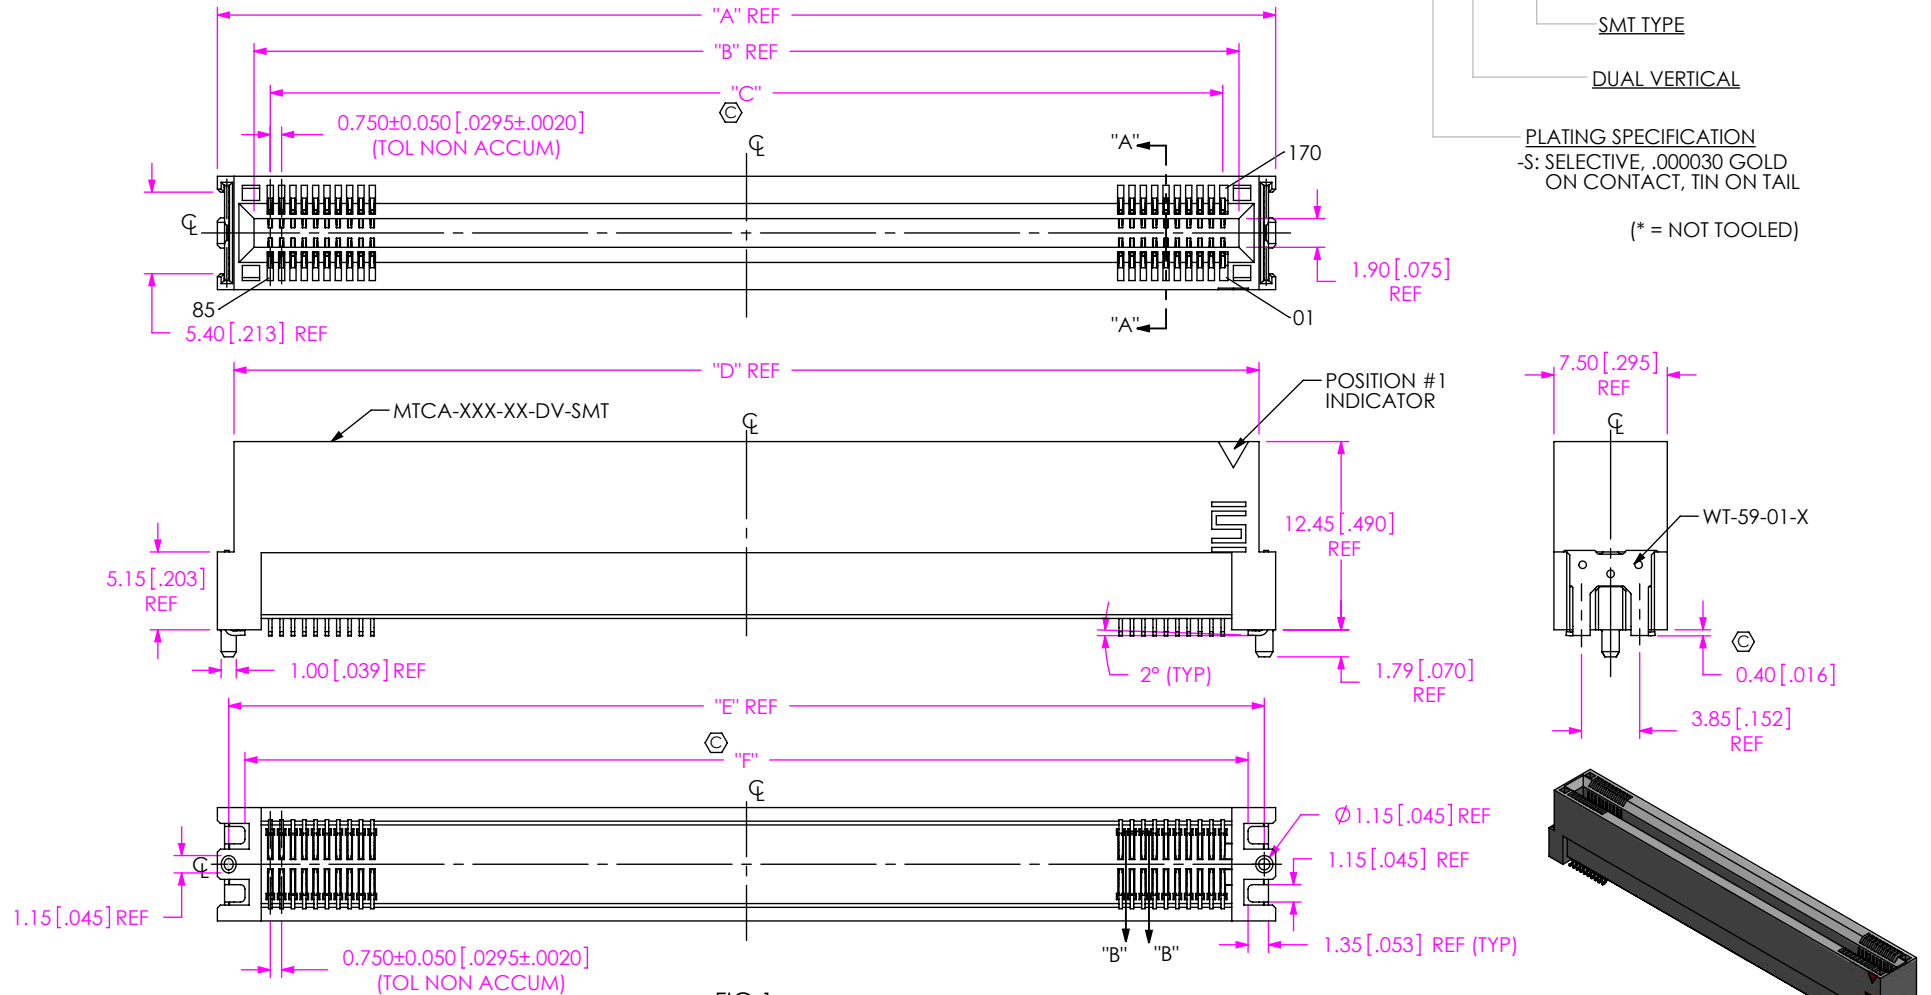 "A" REF
SMT TYPE
"B" REF
DUAL VERTICAL
"C"
C
0.750±0.050 [.0295±.0020]
(TOL NON ACCUM)
℄
"A"
170
PLATING SPECIFICATION
-S: SELECTIVE, .000030 GOLD
ON CONTACT, TIN ON TAIL
(* = NOT TOOLED)
℄
1.90 [.075]
REF
85
5.40 [.213] REF
"A"
01
"D" REF
7.50 [.295]
REF
POSITION #1
INDICATOR
MTCA-XXX-XX-DV-SMT
℄
℄
12.45 [.490]
REF
WT-59-01-X
5.15 [.203]
REF
C
1.00 [.039] REF
2° (TYP)
1.79 [.070]
REF
0.40 [.016]
"E" REF
3.85 [.152]
REF
C
"F"
℄
Ø 1.15 [.045] REF
℄
1.15 [.045] REF
1.15 [.045] REF
"B"
"B"
1.35 [.053] REF (TYP)
0.750±0.050 [.0295±.0020]
(TOL NON ACCUM)